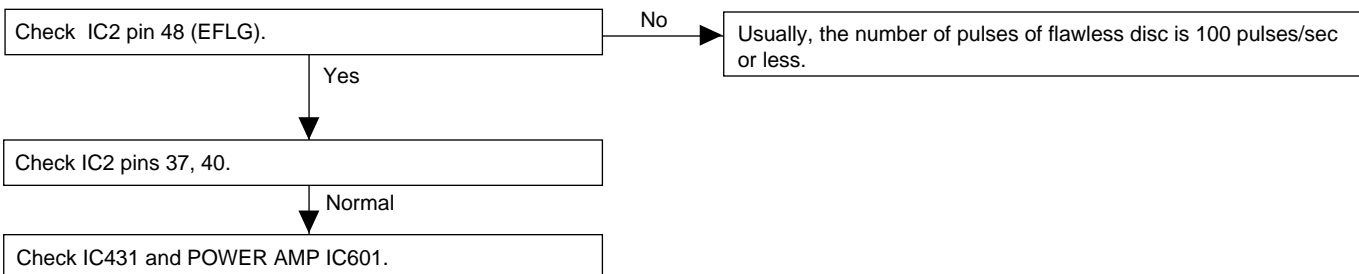 Check IC2 pin 48 (EFLG).
No
Usually, the number of pulses of flawless disc is 100 pulses/sec
or less.
Yes
Check IC2 pins 37, 40.
Normal
Check IC431 and POWER AMP IC601.